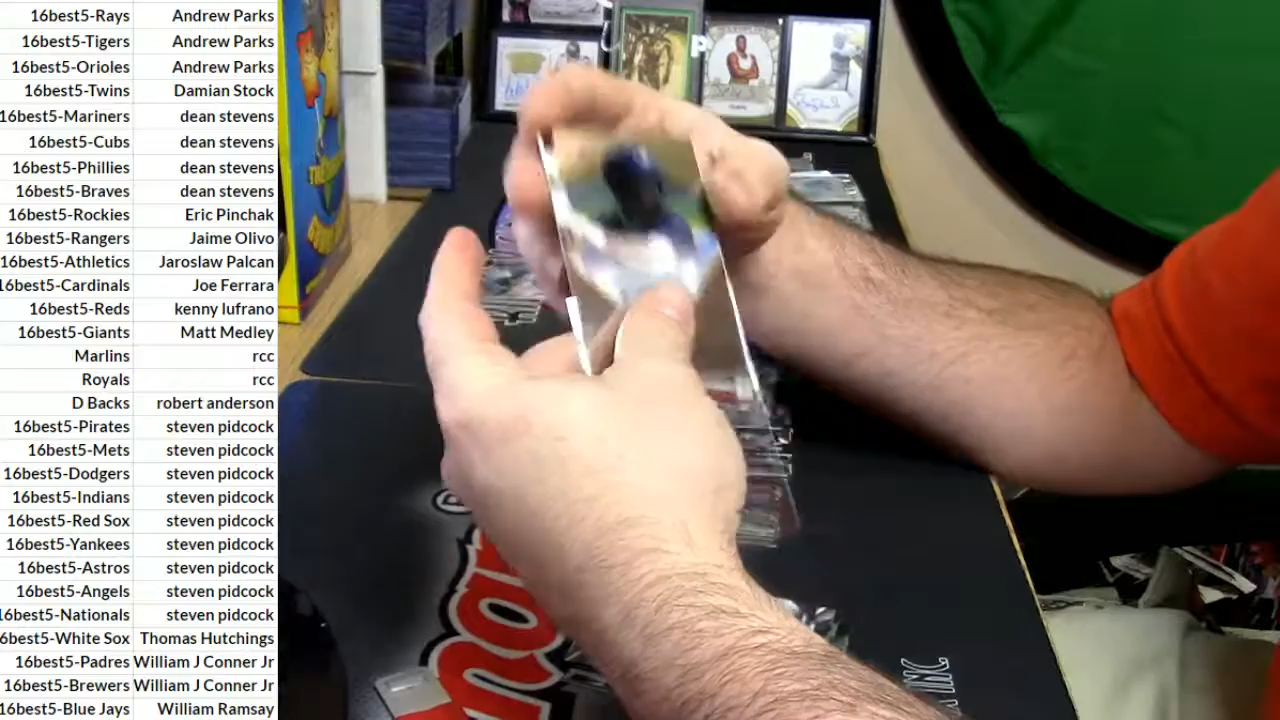 16best5-Rays Andrew Parks
16best5-Tigers Andrew Parks
16best5-Orioles Andrew Parks
16best5-Twins Damian Stock
16best5-Mariners dean stevens
16best5-Cubs dean stevens
16best5-Phillies dean stevens
16best5-Braves dean stevens
16best5-Rockies Eric Pinchak
16best5-Rangers Jaime Olivo
16best5-Athletics Jaroslaw Palcan
16best5-Cardinals Joe Ferrara
16best5-Reds kenny lufrano
16best5-Giants Matt Medley
Marlins rcc
Royals rcc
D Backs robert anderson
16best5-Pirates steven pidcock
16best5-Mets steven pidcock
16best5-Dodgers steven pidcock
16best5-Indians steven pidcock
16best5-Red Sox steven pidcock
16best5-Yankees steven pidcock
16best5-Astros steven pidcock
16best5-Angels steven pidcock
16best5-Nationals steven pidcock
6best5-White Sox Thomas Hutchings
16best5-Padres William J Conner Jr
16best5-Brewers William J Conner Jr
16best5-Blue Jays William Ramsay
INC